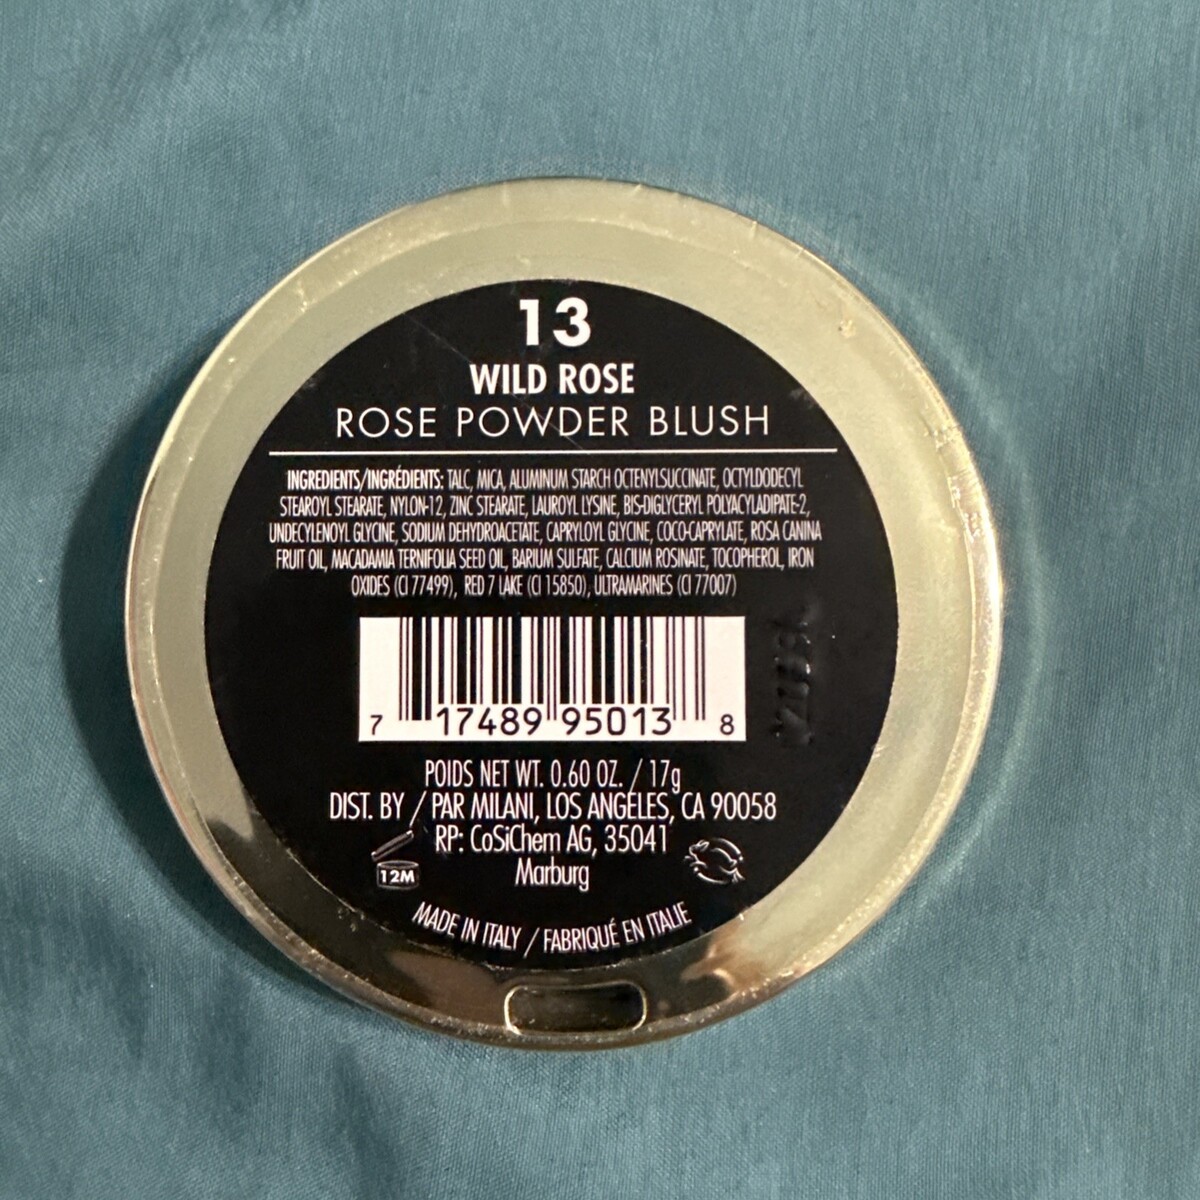 13
WILD ROSE
ROSE POWDER BLUSH
INGREDIENTS/INGRÉDIENTS: TALC, MICA, ALUMINUM STARCH OCTENYLSUCCINATE, OCTYLDODECYL
STEAROYL STEARATE, NYLON-12, ZINC STEARATE, LAUROYL LYSINE, BIS-DIGLYCERYL POLYACYLADIPATE-2,
UNDECYLENOYL GLYCINE, SODIUM DEHYDROACETATE, CAPRYLOYL GLYCINE, COCO-CAPRYLATE, ROSA CANINA
FRUIT OIL, MACADAMIA TERNIFOLIA SEED OIL, BARIUM SULFATE, CALCIUM ROSINATE, TOCOPHEROL, IRON
OXIDES (CI 77499), RED 7 LAKE (CI 15850), ULTRAMARINES (CI 77007)
7 17489 95013 8
POIDS NET WT. 0.60 OZ. / 17g
DIST. BY / PAR MILANI, LOS ANGELES, CA 90058
RP: CoSiChem AG, 35041
Marburg
12M
MADE IN ITALY / FABRIQUÉ EN ITALIE